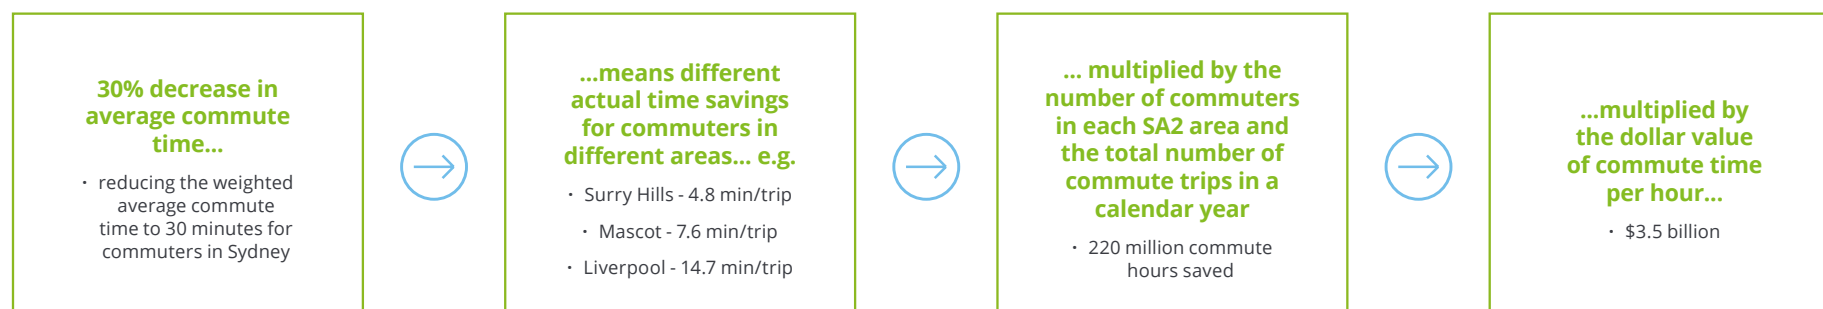 30% decrease in
average commute
time...
· reducing the weighted
average commute
time to 30 minutes for
commuters in Sydney
...means different
actual time savings
for commuters in
different areas... e.g.
· Surry Hills - 4.8 min/trip
· Mascot - 7.6 min/trip
· Liverpool - 14.7 min/trip
... multiplied by the
number of commuters
in each SA2 area and
the total number of
commute trips in a
calendar year
· 220 million commute
hours saved
...multiplied by
the dollar value
of commute time
per hour...
· $3.5 billion